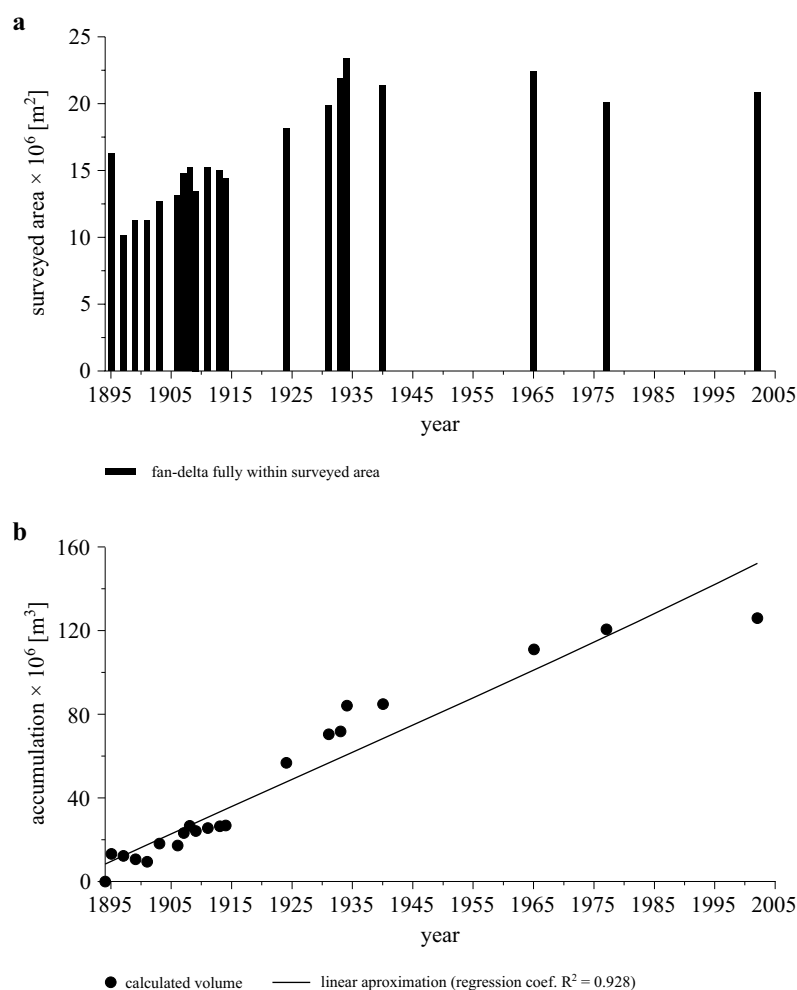 a
surveyed area × 10⁶ [m²]
25
20
15
10
5
0
1895 1905 1915 1925 1935 1945 1955 1965 1975 1985 1995 2005
year
fan-delta fully within surveyed area
b
accumulation × 10⁶ [m³]
160
120
80
40
0
1895 1905 1915 1925 1935 1945 1955 1965 1975 1985 1995 2005
year
calculated volume linear aproximation (regression coef. R² = 0.928)